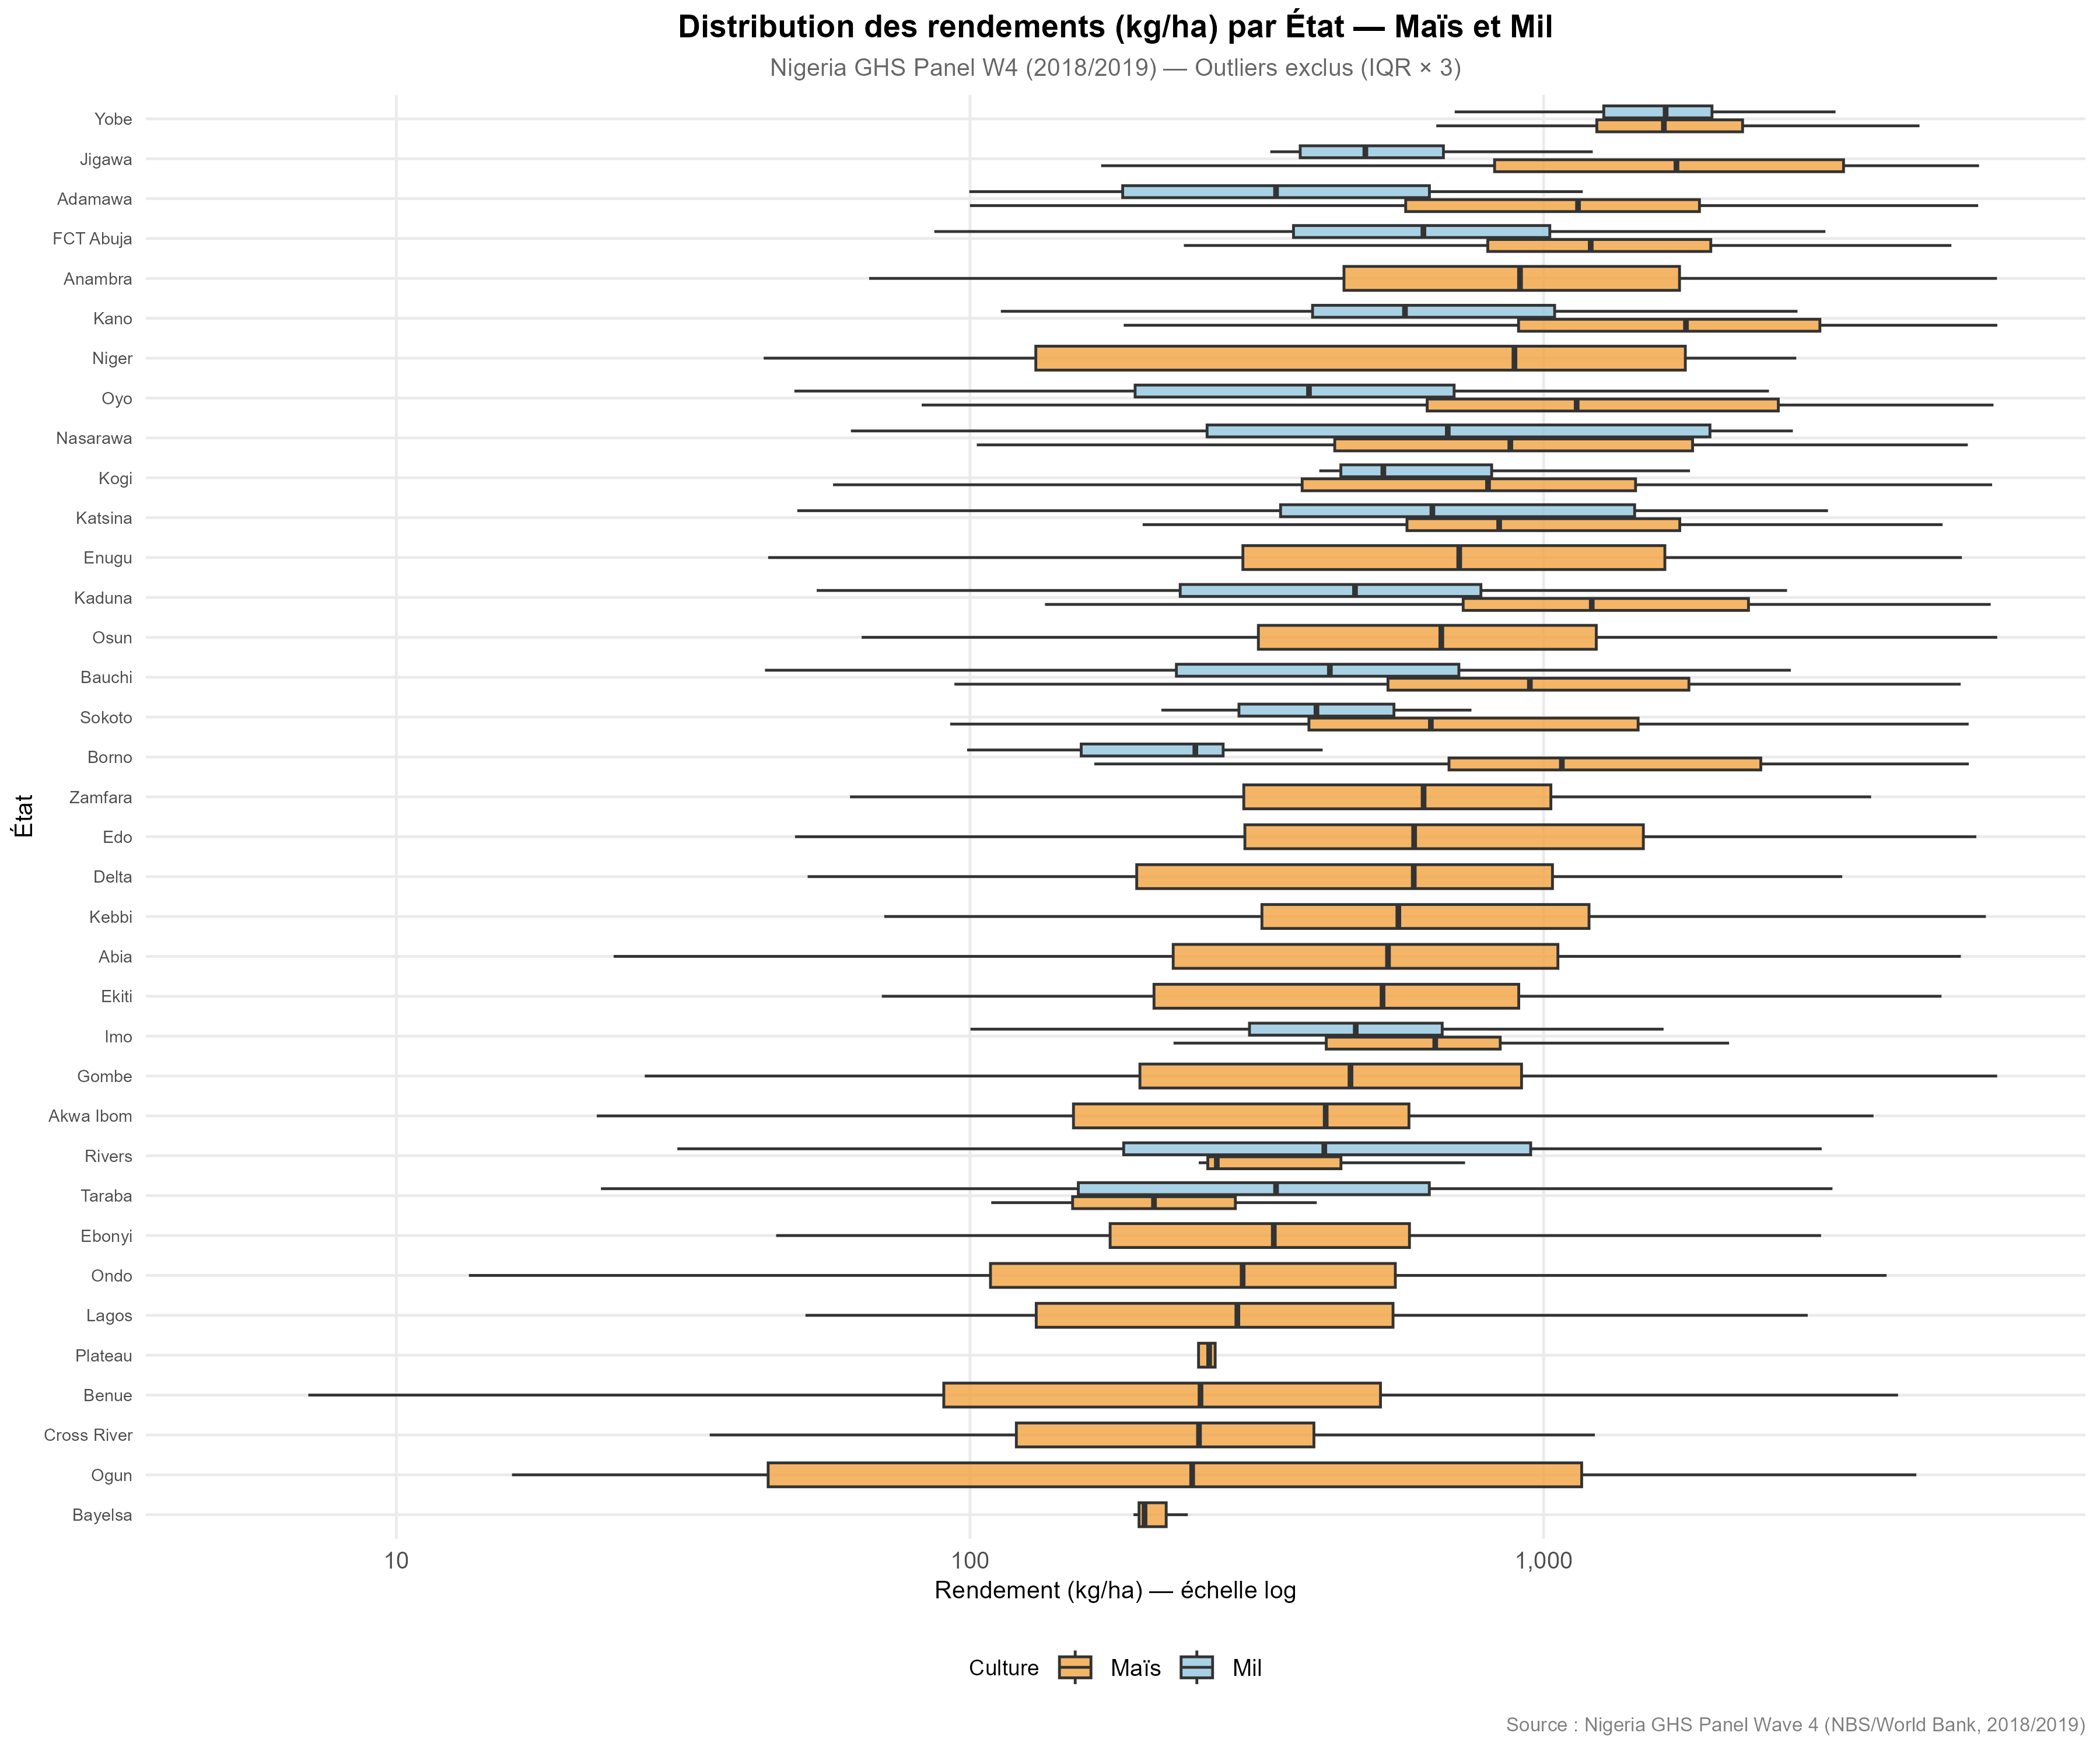 Distribution des rendements (kg/ha) par État — Maïs et Mil
Nigeria GHS Panel W4 (2018/2019) — Outliers exclus (IQR × 3)
Yobe
Jigawa
Adamawa
FCT Abuja
Anambra
Kano
Niger
Oyo
Nasarawa
Kogi
Katsina
Enugu
Kaduna
Osun
Bauchi
Sokoto
Borno
Zamfara
Edo
Delta
Kebbi
Abia
Ekiti
Imo
Gombe
Akwa Ibom
Rivers
Taraba
Ebonyi
Ondo
Lagos
Plateau
Benue
Cross River
Ogun
Bayelsa
État
10 100 1,000
Rendement (kg/ha) — échelle log
Culture Maïs Mil
Source : Nigeria GHS Panel Wave 4 (NBS/World Bank, 2018/2019)